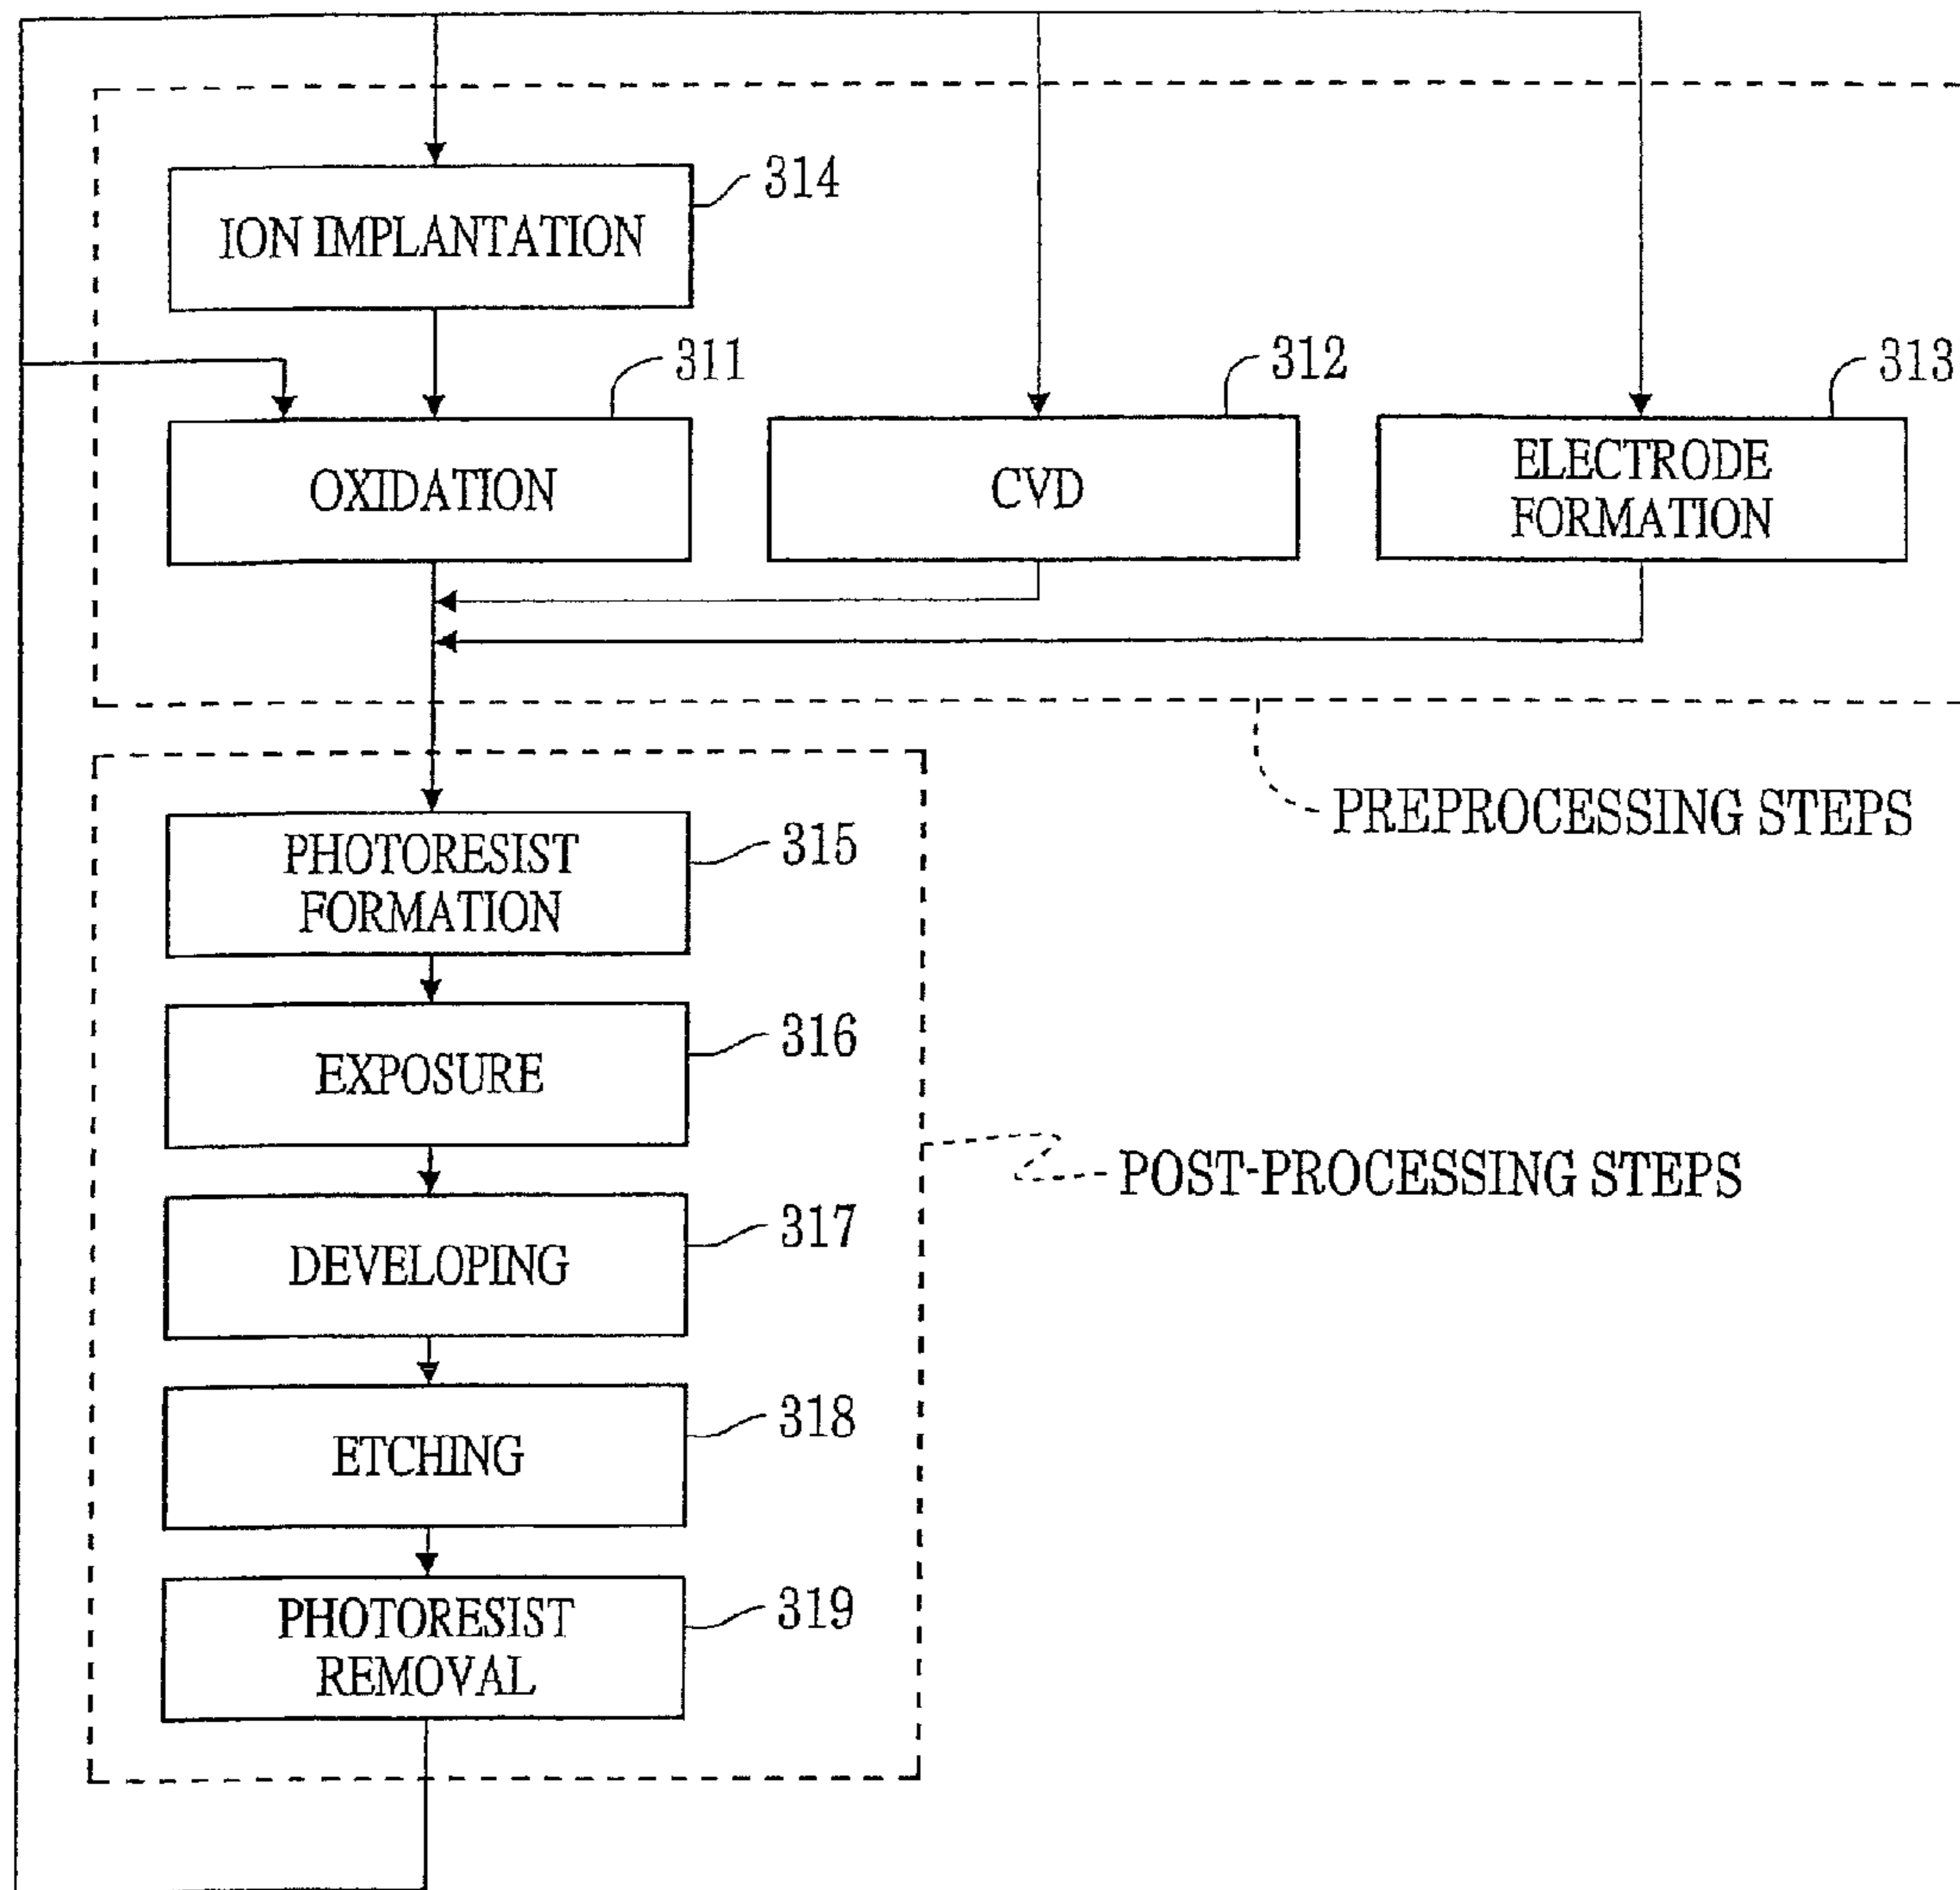 314
ION IMPLANTATION
311
312
313
OXIDATION
CVD
ELECTRODE
FORMATION
PREPROCESSING STEPS
315
PHOTORESIST
FORMATION
316
EXPOSURE
POST-PROCESSING STEPS
317
DEVELOPING
318
ETCHING
319
PHOTORESIST
REMOVAL